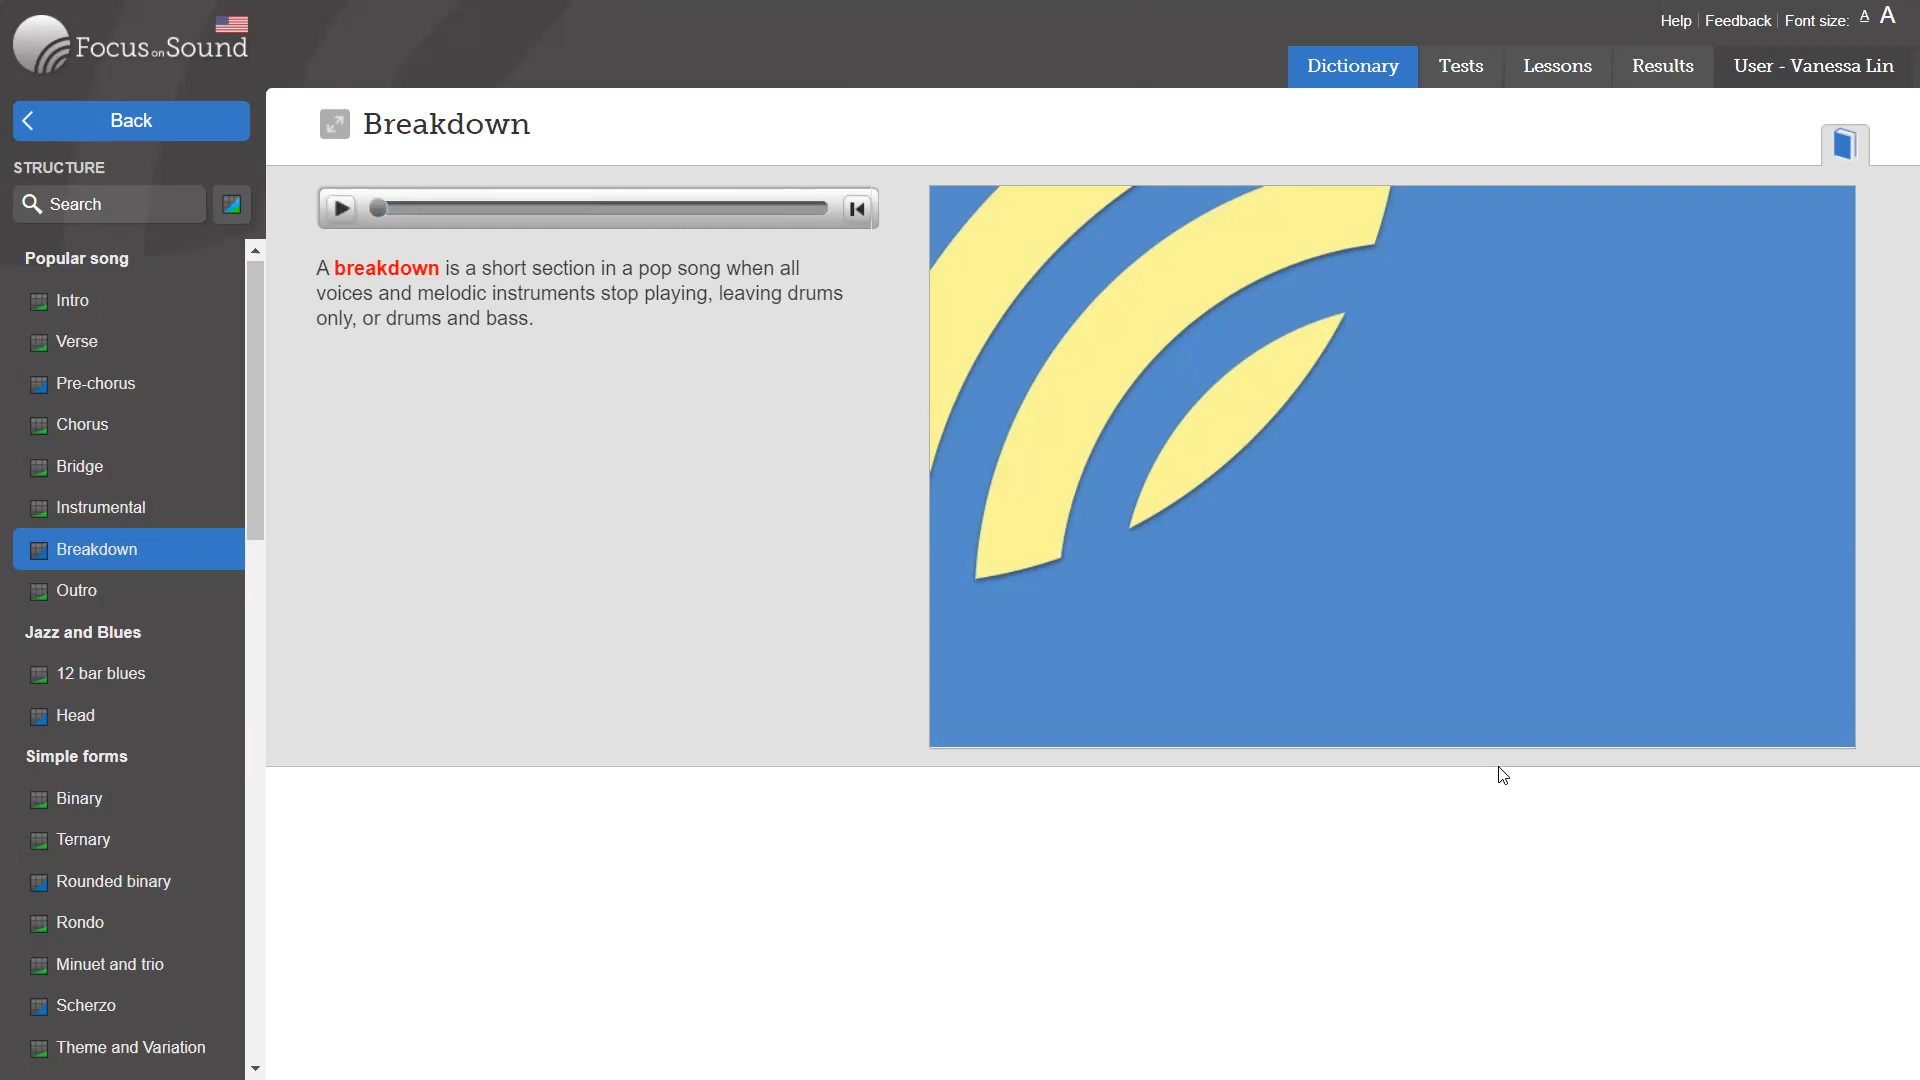 Focus on Sound
Help
Feedback
Font size: A A
Dictionary
Tests
Lessons
Results
User - Vanessa Lin
Back
STRUCTURE
Search
Popular song
Intro
Verse
Pre-chorus
Chorus
Bridge
Instrumental
Breakdown
Outro
Jazz and Blues
12 bar blues
Head
Simple forms
Binary
Ternary
Rounded binary
Rondo
Minuet and trio
Scherzo
Theme and Variation
Breakdown
A breakdown is a short section in a pop song when all
voices and melodic instruments stop playing, leaving drums
only, or drums and bass.